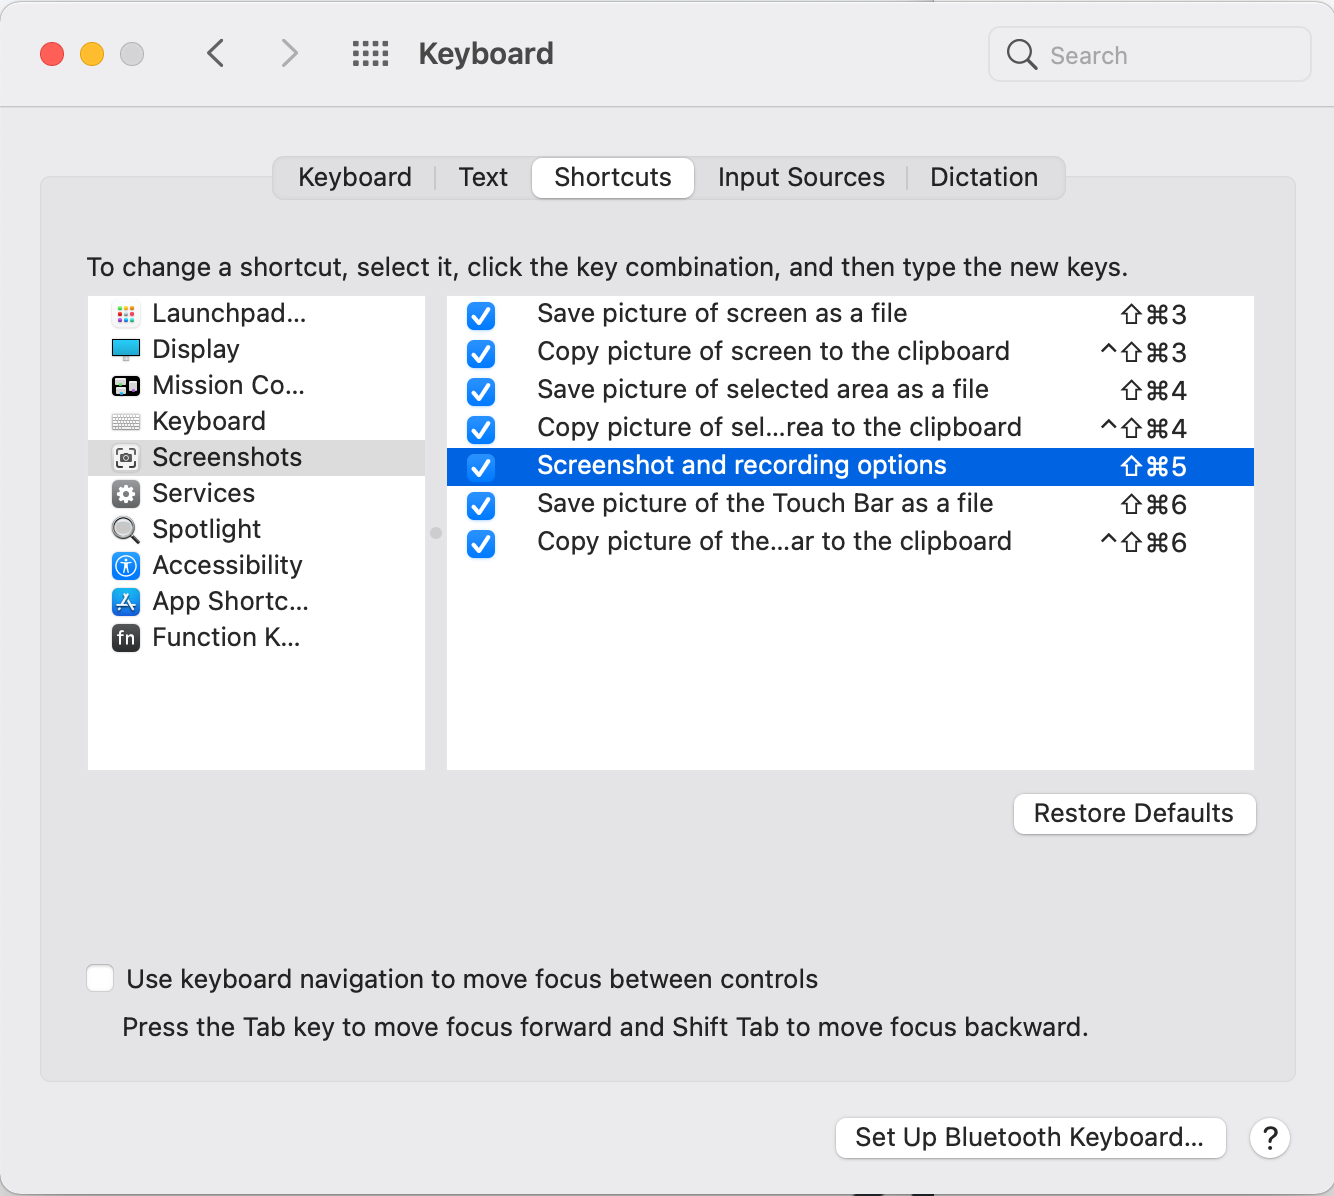 Keyboard
Search
Keyboard
Text
Shortcuts
Input Sources
Dictation
To change a shortcut, select it, click the key combination, and then type the new keys.
Launchpad...
Display
Mission Co...
Keyboard
Screenshots
Services
Spotlight
Accessibility
App Shortc...
fn Function K...
Save picture of screen as a file ⇧⌘3
Copy picture of screen to the clipboard ^⇧⌘3
Save picture of selected area as a file ⇧⌘4
Copy picture of sel...rea to the clipboard ^⇧⌘4
Screenshot and recording options ⇧⌘5
Save picture of the Touch Bar as a file ⇧⌘6
Copy picture of the...ar to the clipboard ^⇧⌘6
Restore Defaults
Use keyboard navigation to move focus between controls
Press the Tab key to move focus forward and Shift Tab to move focus backward.
Set Up Bluetooth Keyboard...
?